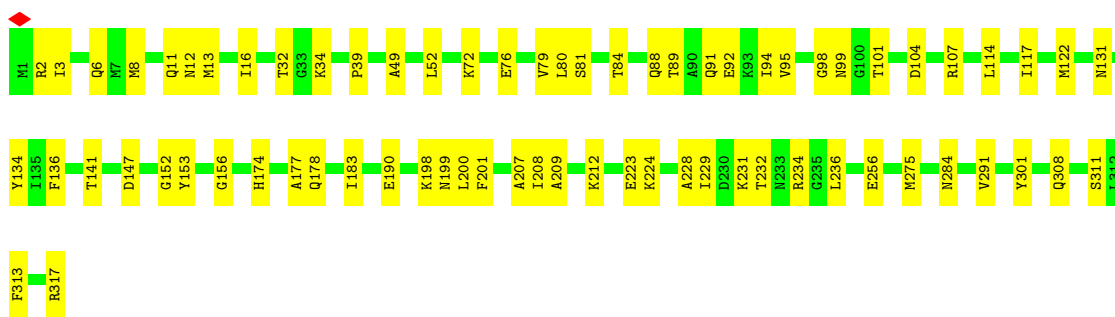 M1 R2 I3 Q6 M7 M8 Q11 N12 M13 I16 T32 G33 K34 P39 A49 L52 K72 E76 V79 L80 S81 T84 Q88 T89 A90 Q91 E92 K93 I94 V95 G98 N99 G100 T101 D104 R107 L114 I117 M122 N131
Y134 I135 F136 T141 D147 G152 Y153 G156 H174 A177 Q178 I183 E190 K198 N199 L200 F201 A207 I208 A209 K212 E223 K224 A228 I229 D230 K231 T232 N233 R234 G235 L236 E256 M275 N284 V291 Y301 Q308 S311
F313 R317